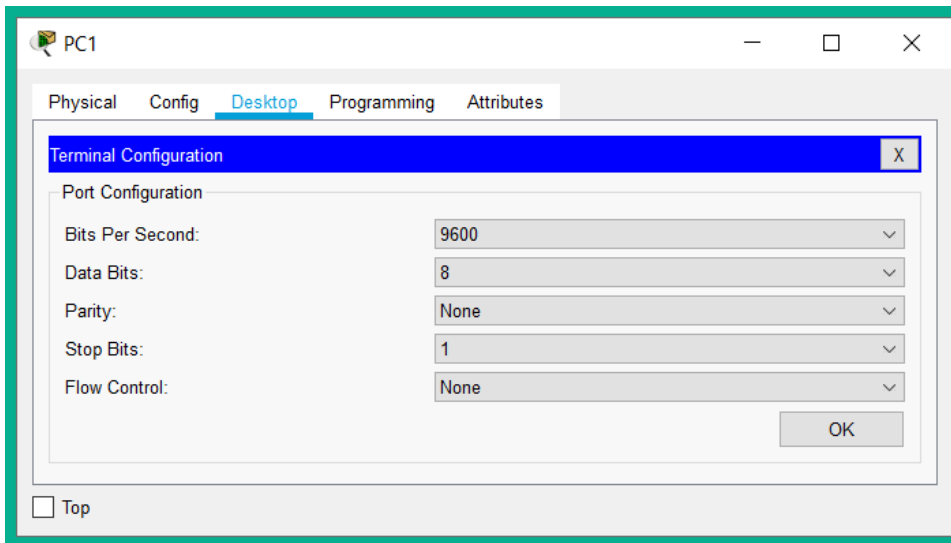 PC1
Physical Config Desktop Programming Attributes
Terminal Configuration X
Port Configuration
Bits Per Second: 9600
Data Bits: 8
Parity: None
Stop Bits: 1
Flow Control: None
OK
Top